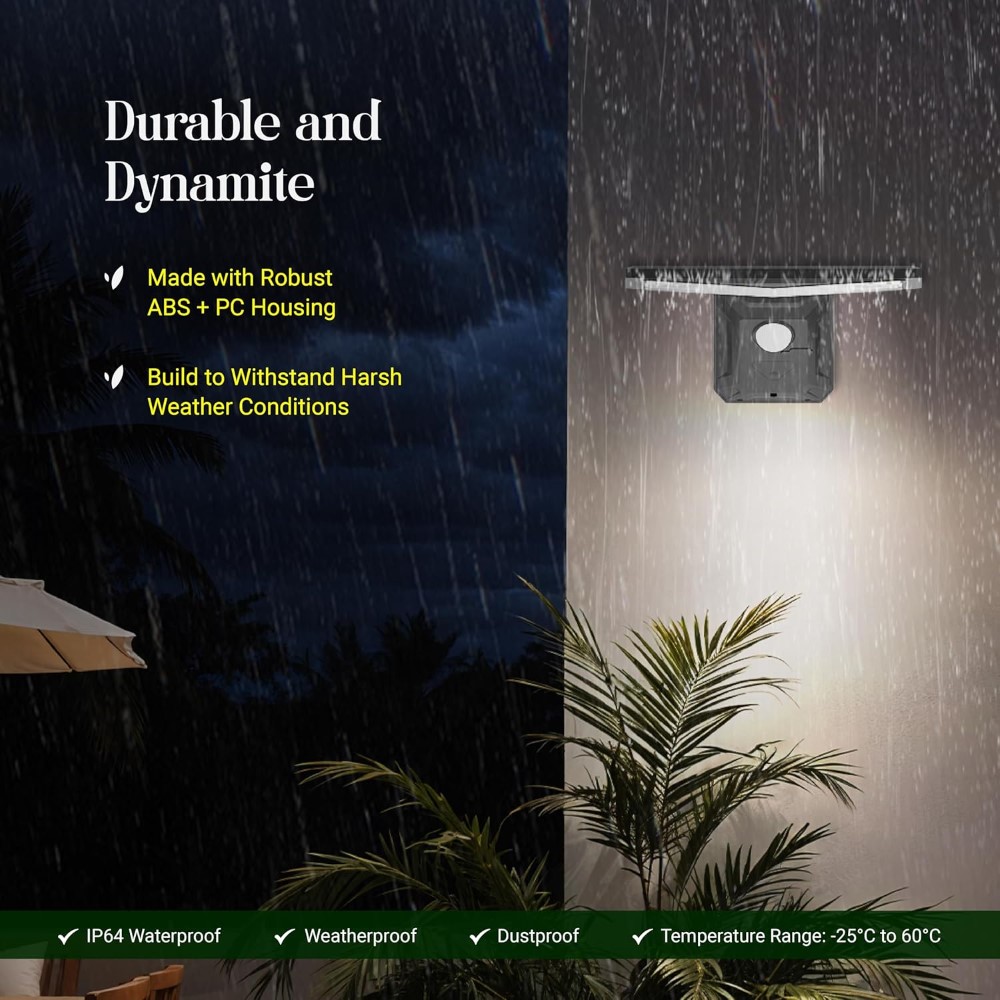 Durable and
Dynamite
Made with Robust
ABS + PC Housing
Build to Withstand Harsh
Weather Conditions
IP64 Waterproof
Weatherproof
Dustproof
Temperature Range: -25°C to 60°C